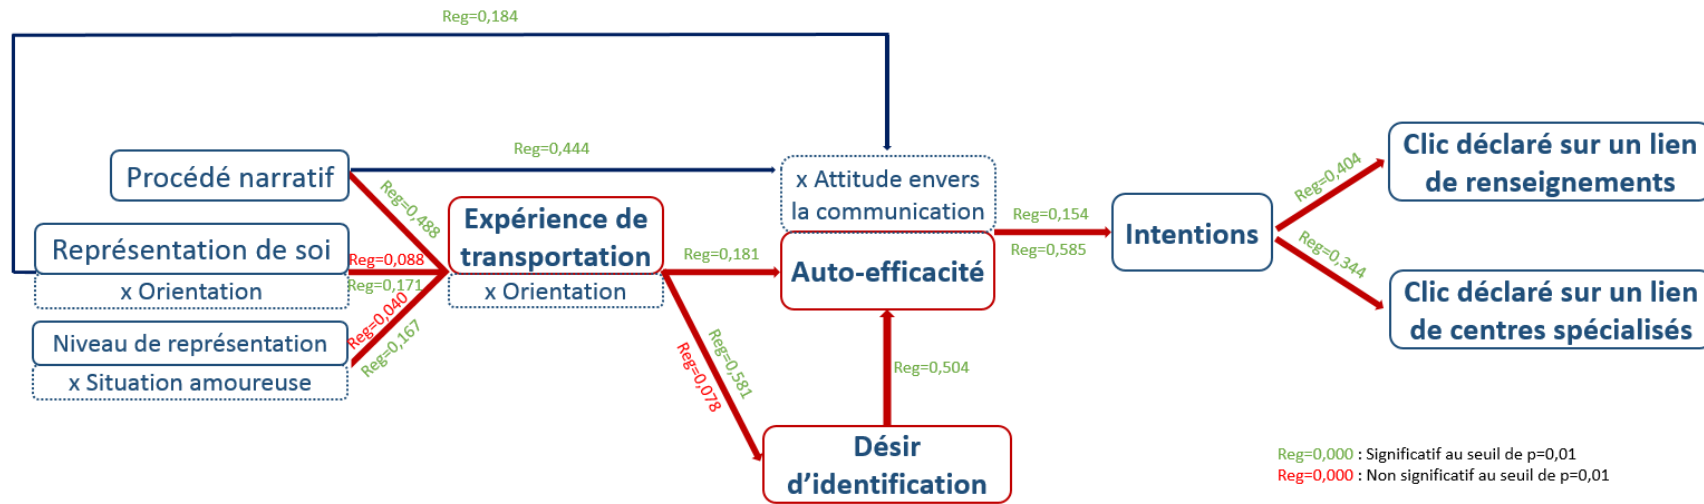 Reg=0,184
Reg=0,444
Procédé narratif
Reg=0,488
Représentation de soi
x Orientation
Reg=0,088
Reg=0,171
Reg=0,040
Reg=0,167
Niveau de représentation
x Situation amoureuse
Expérience de
transportation
x Orientation
Reg=0,181
Reg=0,581
Reg=0,078
x Attitude envers
la communication
Auto-efficacité
Reg=0,504
Désir
d’identification
Reg=0,154
Reg=0,585
Intentions
Reg=0,404
Reg=0,344
Clic déclaré sur un lien
de renseignements
Clic déclaré sur un lien
de centres spécialisés
Reg=0,000 : Significatif au seuil de p=0,01
Reg=0,000 : Non significatif au seuil de p=0,01